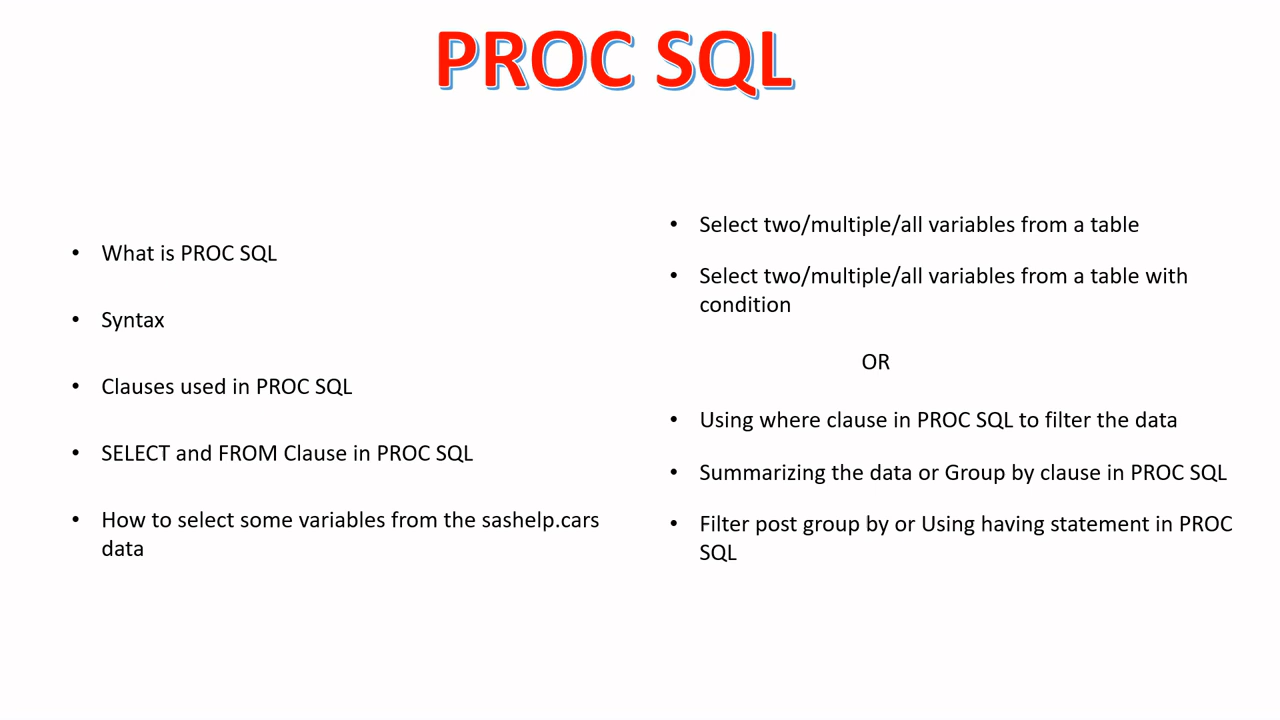 PROC SQL
• What is PROC SQL
• Syntax
• Clauses used in PROC SQL
• SELECT and FROM Clause in PROC SQL
• How to select some variables from the sashelp.cars
data
• Select two/multiple/all variables from a table
• Select two/multiple/all variables from a table with
condition
OR
• Using where clause in PROC SQL to filter the data
• Summarizing the data or Group by clause in PROC SQL
• Filter post group by or Using having statement in PROC
SQL